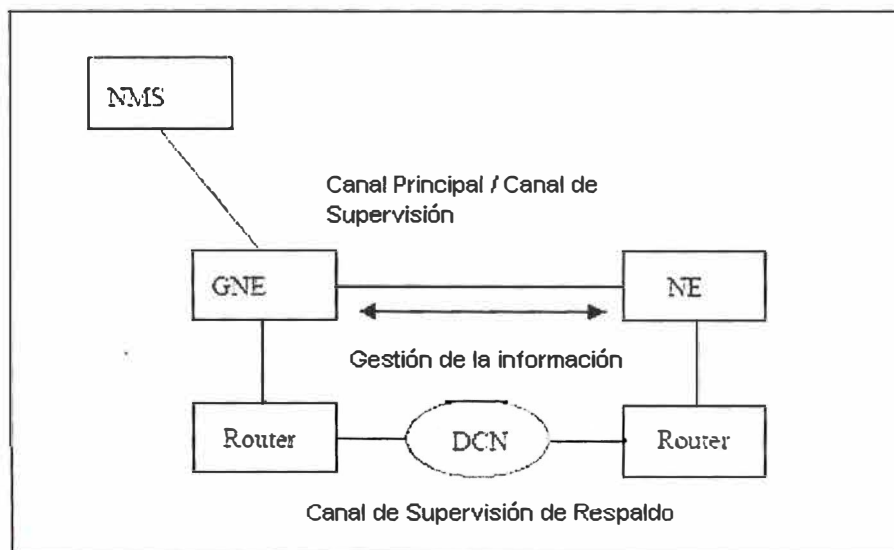 NMS
Canal Principal / Canal de
Supervisión
GNE
NE
Gestión de la información
Router
DCN
Router
Canal de Supervisión de Respaldo